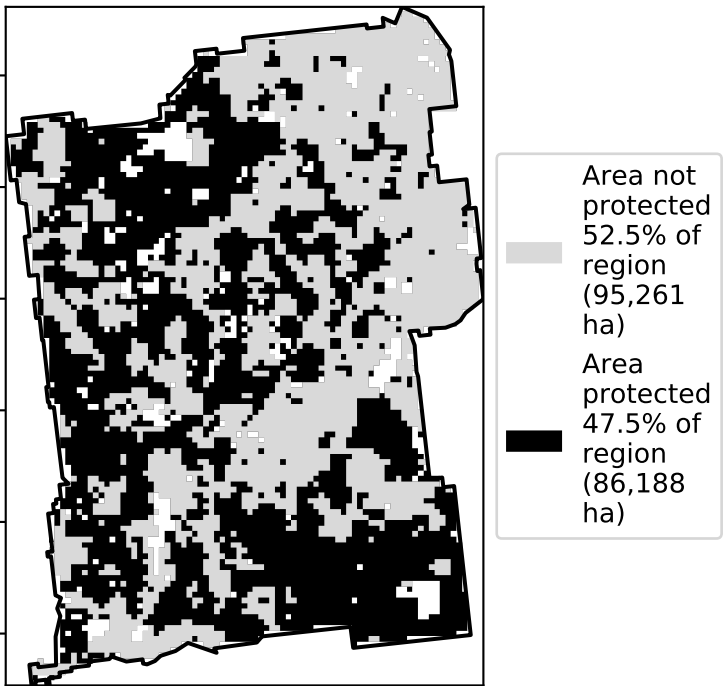 Area not
protected
52.5% of
region
(95,261
ha)
Area
protected
47.5% of
region
(86,188
ha)